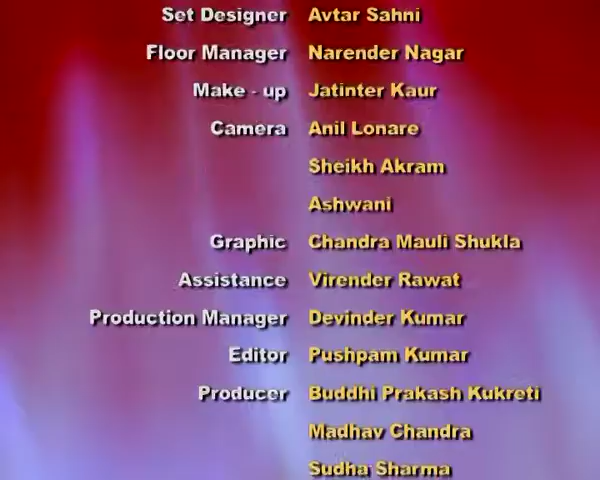 Set Designer Avtar Sahni
Floor Manager Narender Nagar
Make - up Jatinter Kaur
Camera Anil Lonare
Sheikh Akram
Ashwani
Graphic Chandra Mauli Shukla
Assistance Virender Rawat
Production Manager Devinder Kumar
Editor Pushpam Kumar
Producer Buddhi Prakash Kukreti
Madhav Chandra
Sudha Sharma